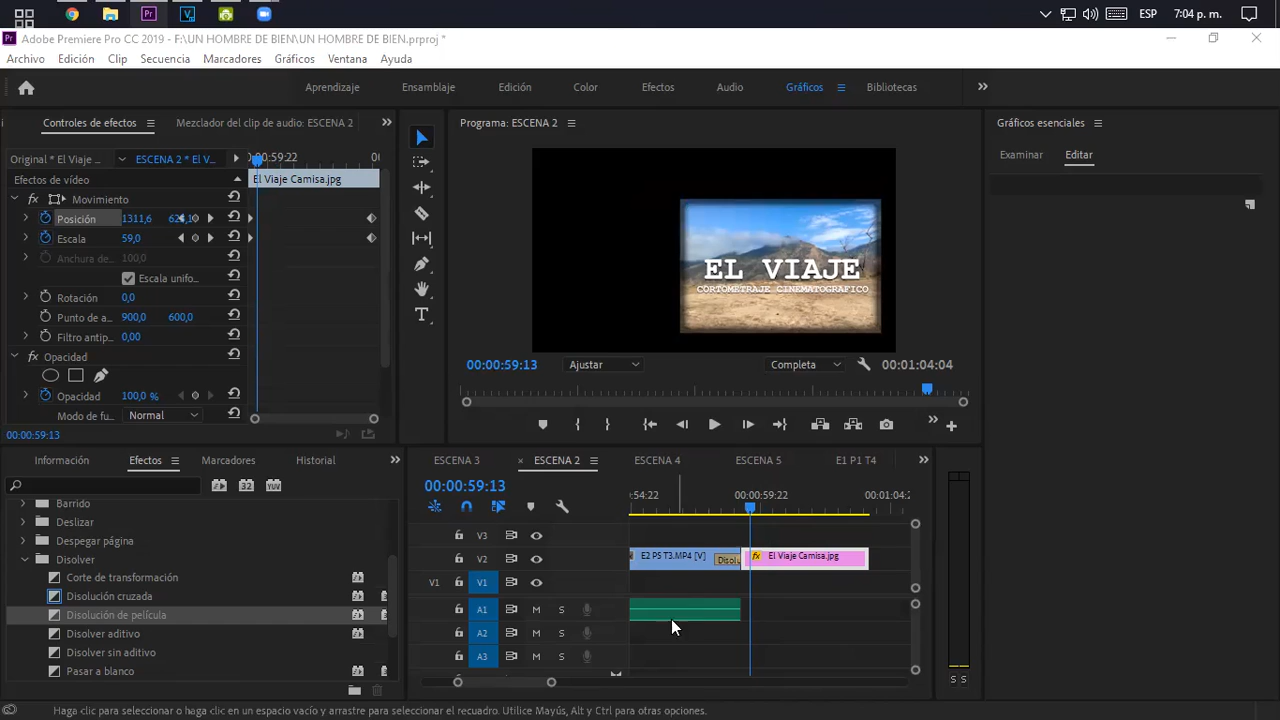 ESP 7:04 p. m.
Adobe Premiere Pro CC 2019 - F:\UN HOMBRE DE BIEN\UN HOMBRE DE BIEN.prproj *
Archivo Edición Clip Secuencia Marcadores Gráficos Ventana Ayuda
Aprendizaje Ensamblaje Edición Color Efectos Audio Gráficos Bibliotecas
Controles de efectos Mezclador del clip de audio: ESCENA 2
Programa: ESCENA 2
Gráficos esenciales
Original * El Viaje ... ESCENA 2 * El V...
:00:59:22 00
Examinar Editar
Efectos de vídeo
El Viaje Camisa.jpg
fx Movimiento
Posición 1311,6
Escala 59,0
Anchura de... 100,0
Escala unifo...
Rotación 0,0
Punto de a... 900,0 600,0
Filtro antip... 0,00
fx Opacidad
Opacidad 100,0 %
Modo de fu... Normal
00:00:59:13
EL VIAJE
CORTOMETRAJE CINEMATOGRAFICO
00:00:59:13 Ajustar Completa 00:01:04:04
Información Efectos Marcadores Historial
Barrido
Deslizar
Despegar página
Disolver
Corte de transformación
Disolución cruzada
Disolución de película
Disolver aditivo
Disolver sin aditivo
Pasar a blanco
ESCENA 3 ESCENA 2 ESCENA 4 ESCENA 5 E1 P1 T4
00:00:59:13
:54:22 00:00:59:22 00:01:04:2
V3
V2 E2 PS T3.MP4 [V] Disolu fx El Viaje Camisa.jpg
V1 V1
A1 M S
A2 M S
A3 M S
S S
Haga clic para seleccionar o haga clic en un espacio vacío y arrastre para seleccionar el recuadro. Utilice Mayús, Alt y Ctrl para otras opciones.